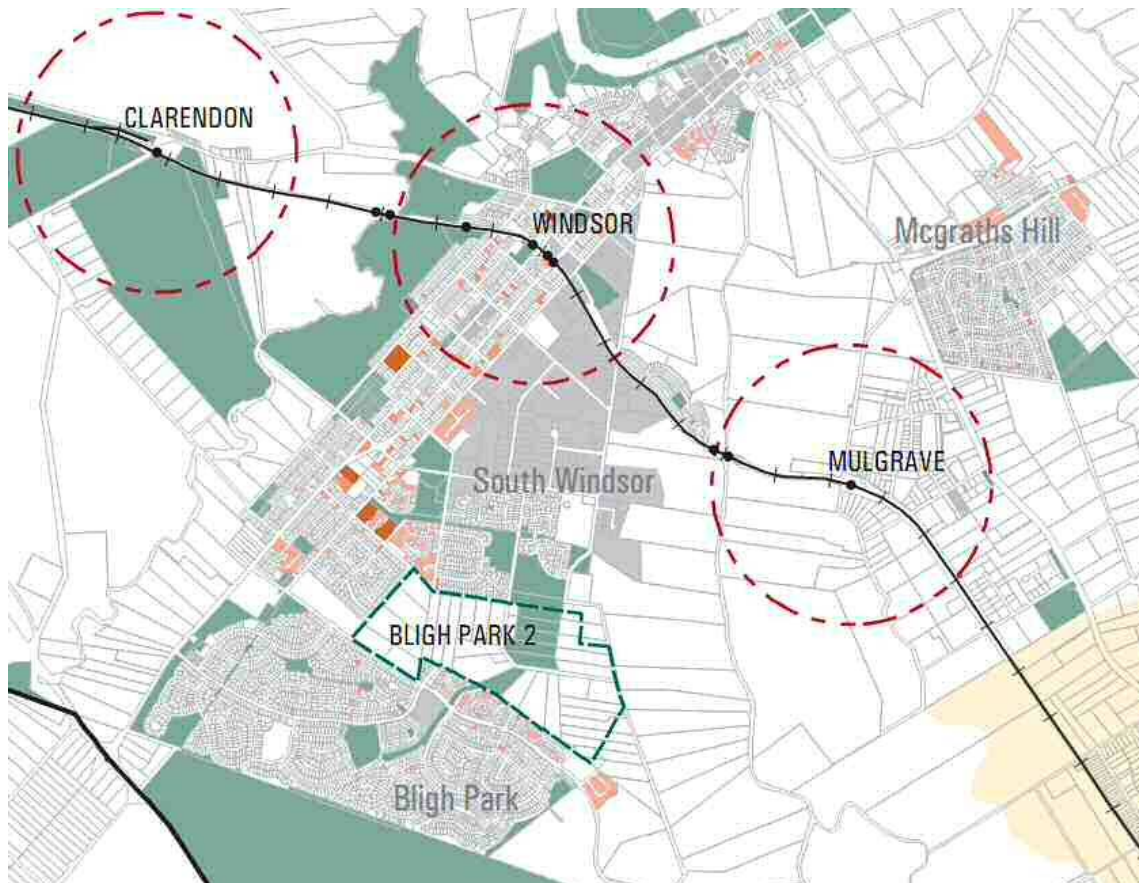 CLARENDON
WINDSOR
Mcgraths Hill
MULGRAVE
South Windsor
BLIGH PARK 2
Bligh Park